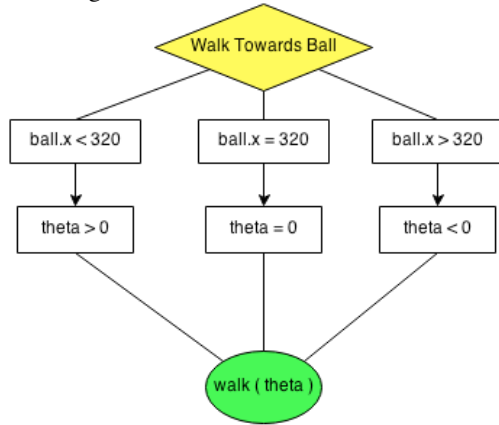 Walk Towards Ball
ball.x < 320
ball.x = 320
ball.x > 320
theta > 0
theta = 0
theta < 0
walk ( theta )